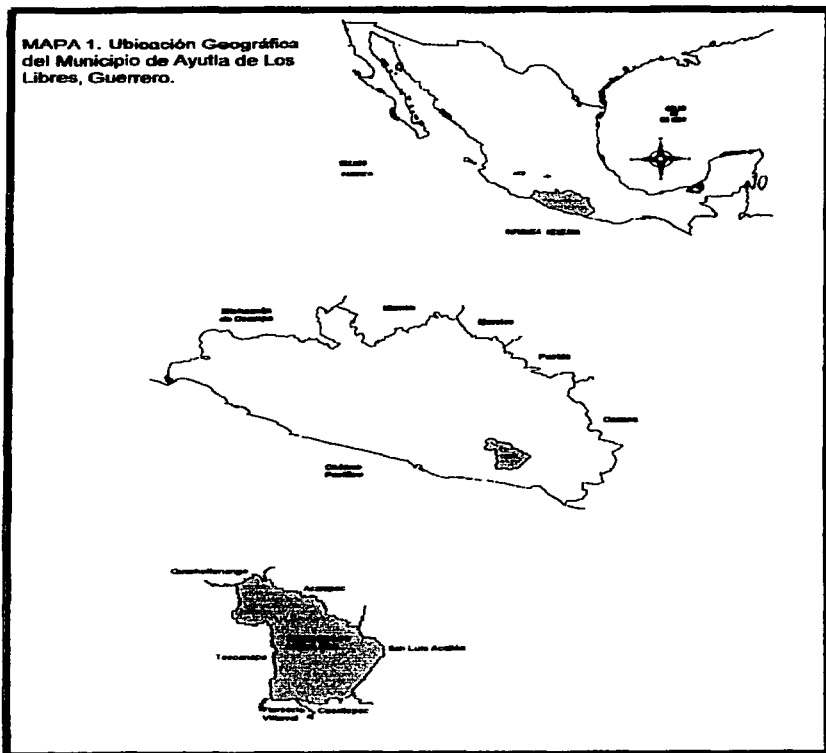 MAPA 1. Ubicación Geográfica
del Municipio de Ayutla de Los
Libres, Guerrero.
Michoacán
de Ocampo
México
Morelos
Puebla
Oaxaca
Océano
Pacífico
Quechultenango
Acatepec
Tecoanapa
San Luis Acatlán
Florencio
Villareal
Cuautepec